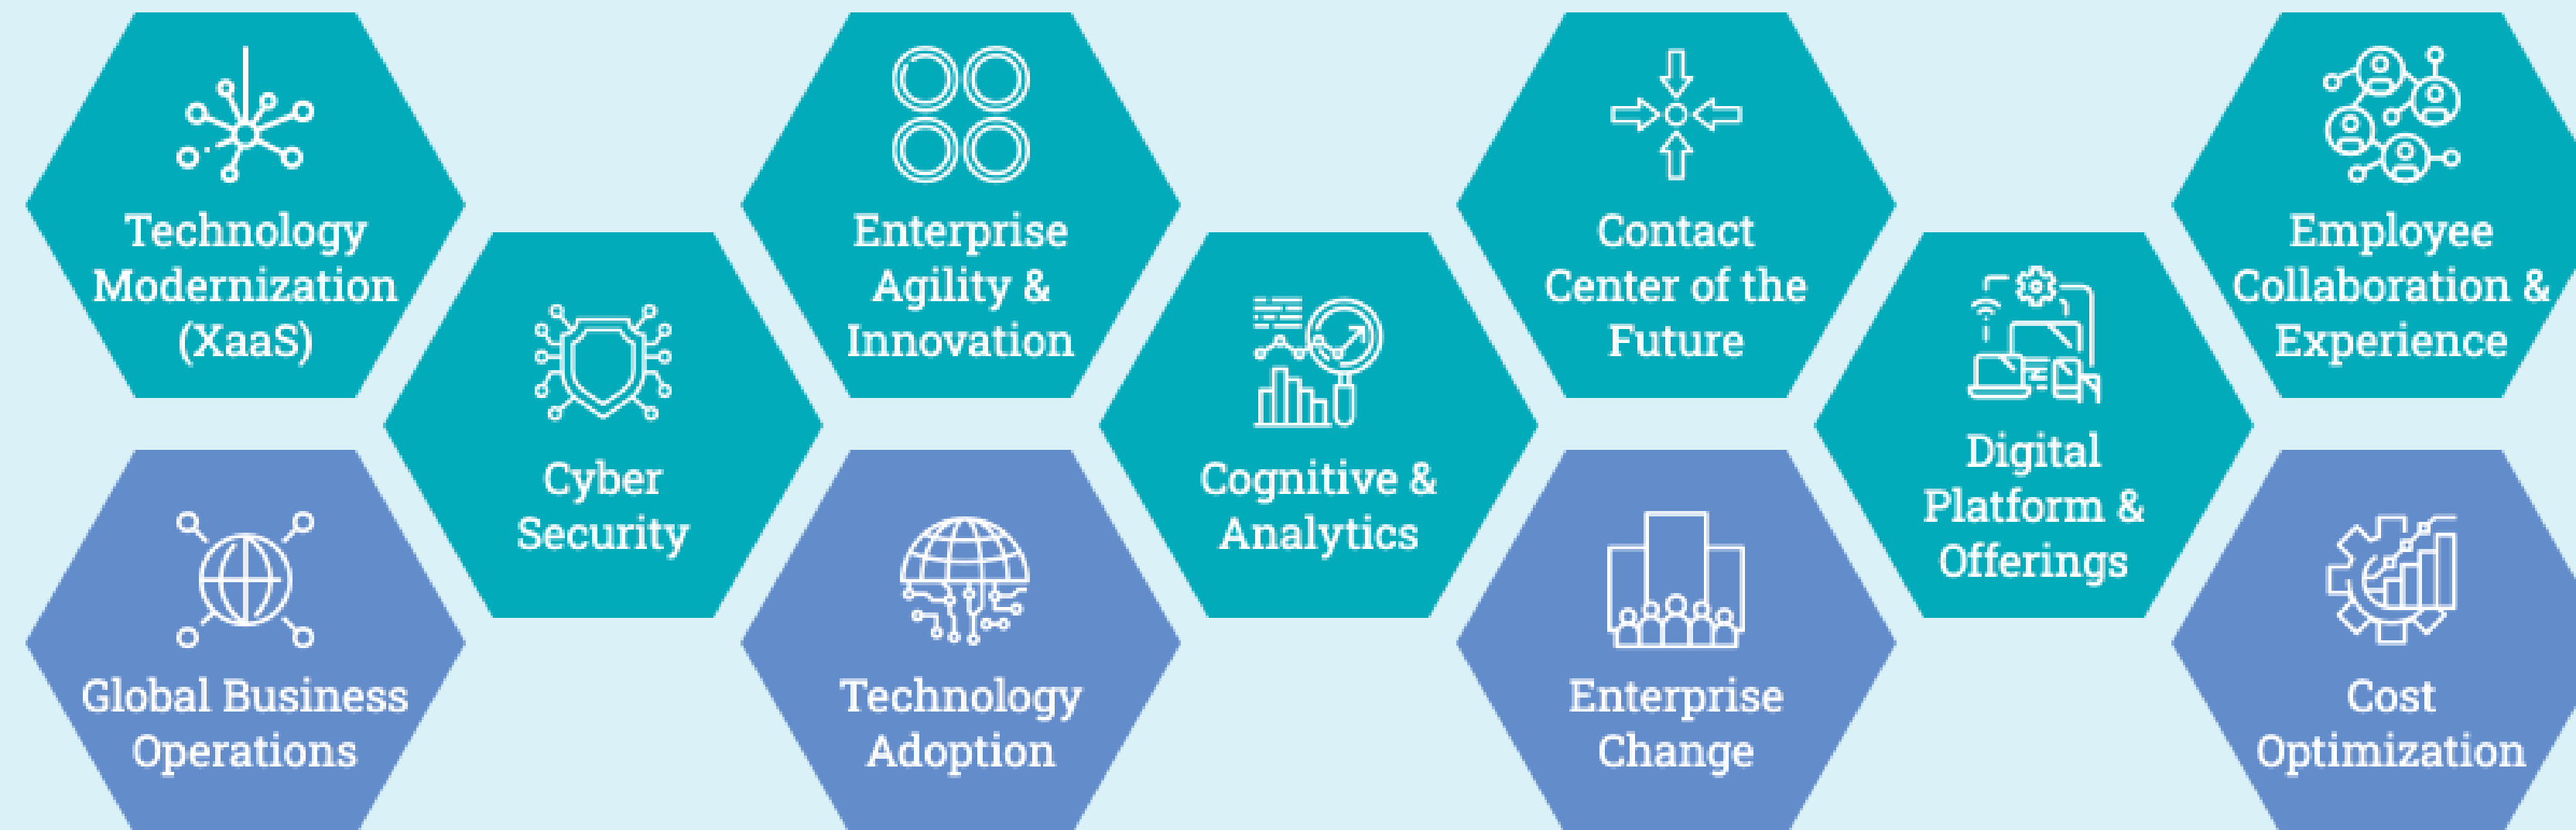 Technology
Modernization
(XaaS)
Enterprise
Agility &
Innovation
Contact
Center of the
Future
Employee
Collaboration &
Experience
Cyber
Security
Cognitive &
Analytics
Digital
Platform &
Offerings
Global Business
Operations
Technology
Adoption
Enterprise
Change
Cost
Optimization